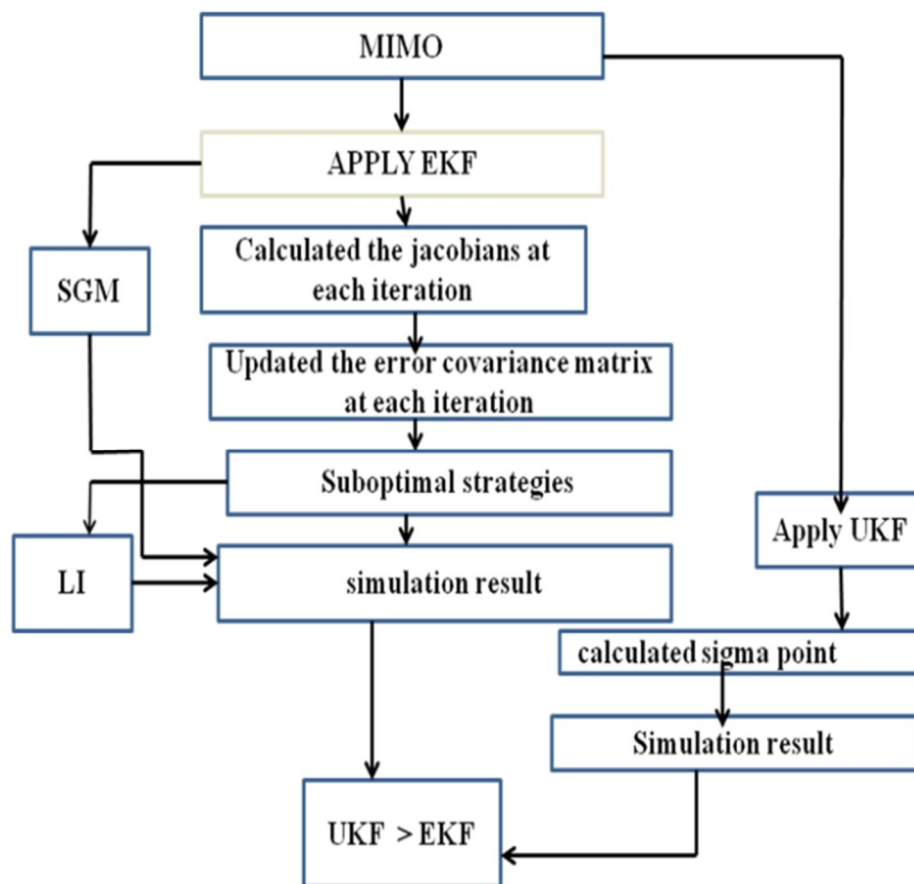 MIMO
APPLY EKF
Calculated the jacobians at
each iteration
SGM
Updated the error covariance matrix
at each iteration
Suboptimal strategies
Apply UKF
LI
simulation result
calculated sigma point
Simulation result
UKF > EKF